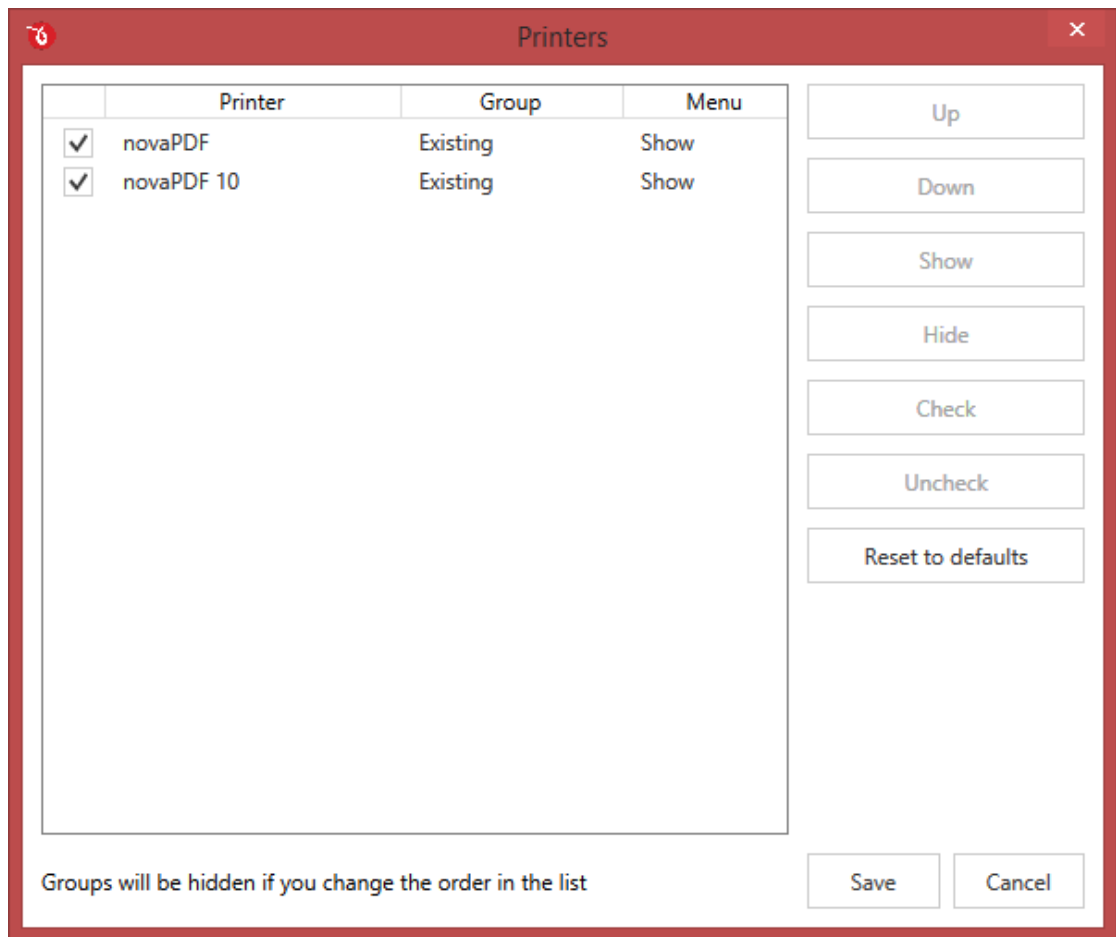 Printers
Printer Group Menu
novaPDF Existing Show
novaPDF 10 Existing Show
Up
Down
Show
Hide
Check
Uncheck
Reset to defaults
Groups will be hidden if you change the order in the list
Save Cancel